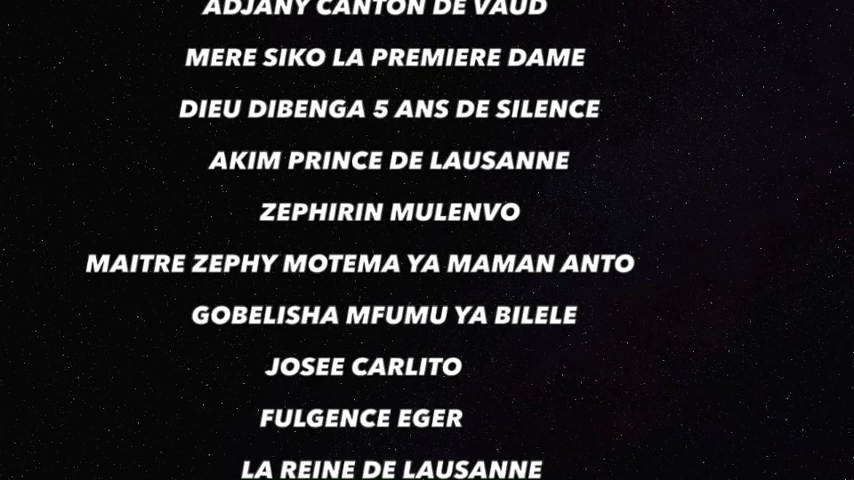 ADJANY CANTON DE VAUD
MERE SIKO LA PREMIERE DAME
DIEU DIBENGA 5 ANS DE SILENCE
AKIM PRINCE DE LAUSANNE
ZEPHIRIN MULENVO
MAITRE ZEPHY MOTEMA YA MAMAN ANTO
GOBELISHA MFUMU YA BILELE
JOSEE CARLITO
FULGENCE EGER
LA REINE DE LAUSANNE